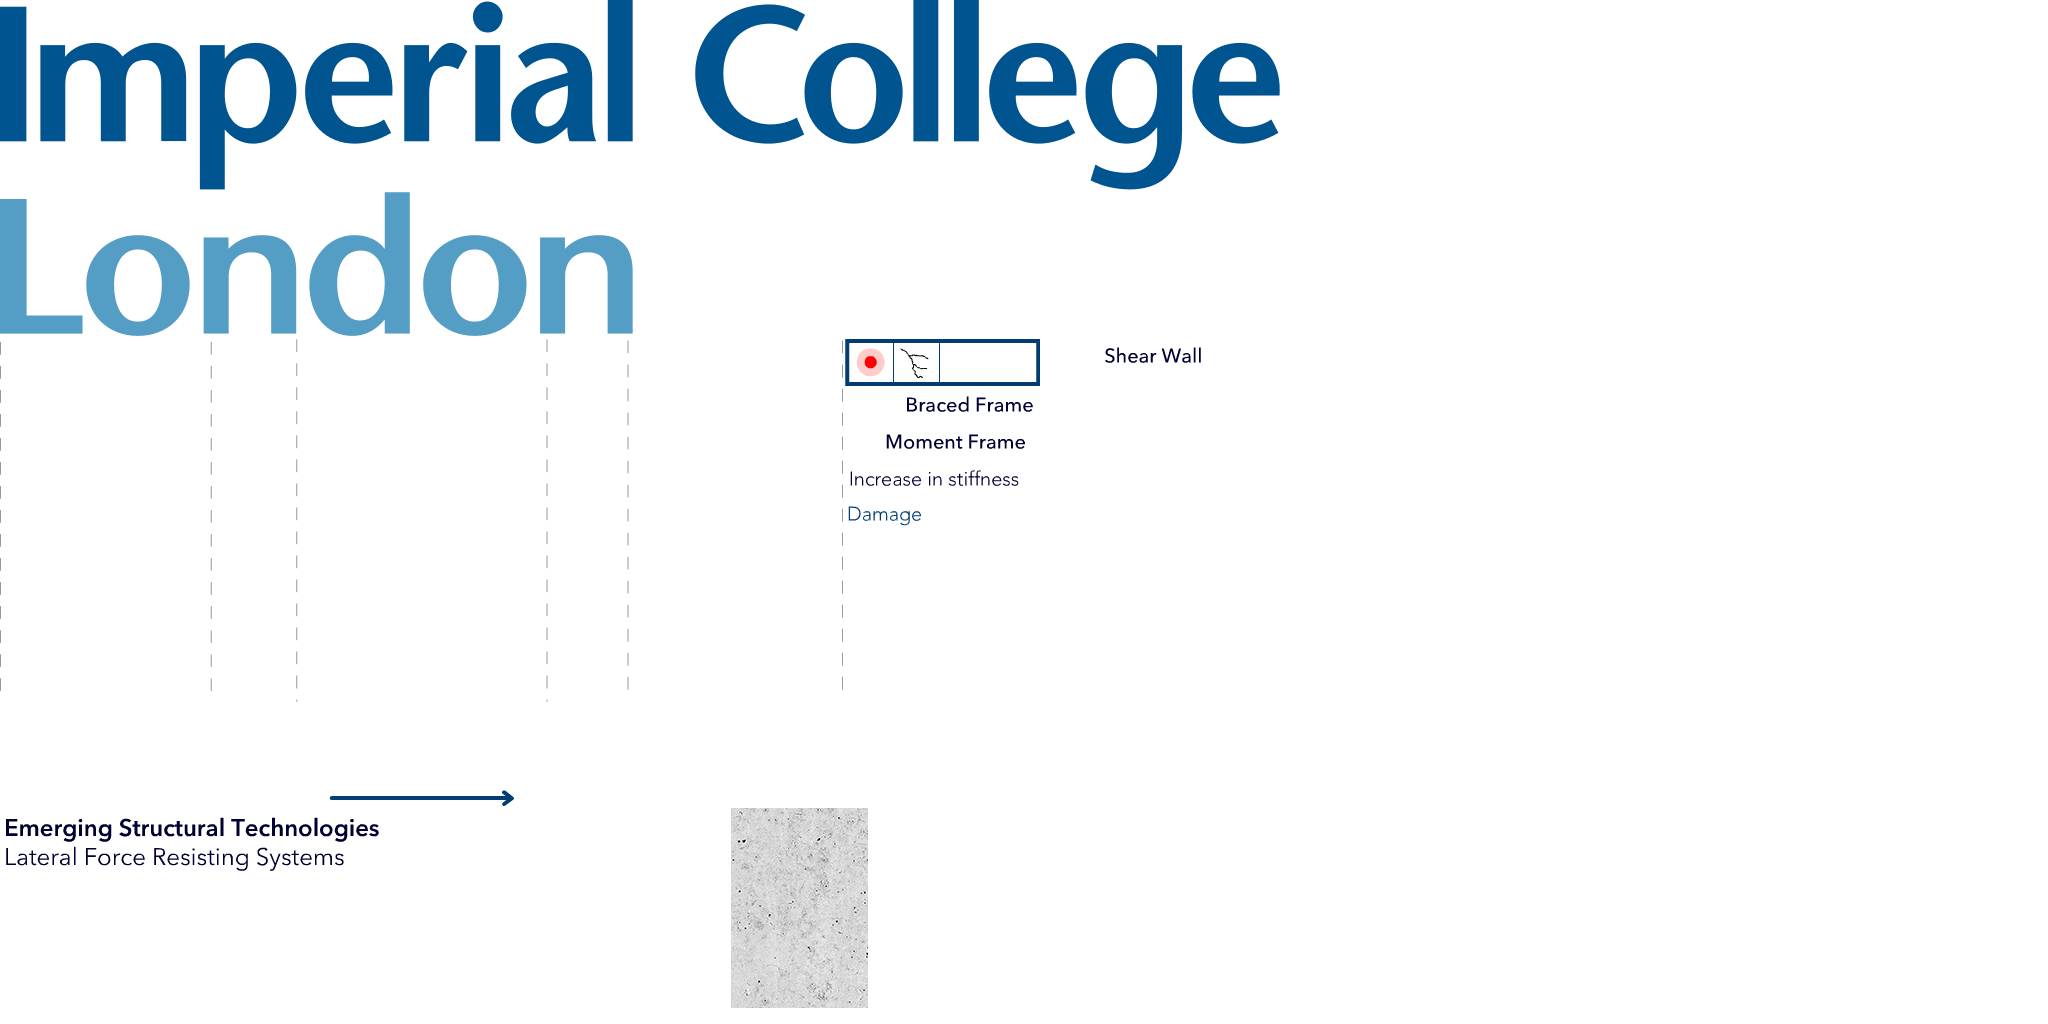 Imperial College
London
Shear Wall
Braced Frame
Moment Frame
Increase in stiffness
Damage
Emerging Structural Technologies
Lateral Force Resisting Systems